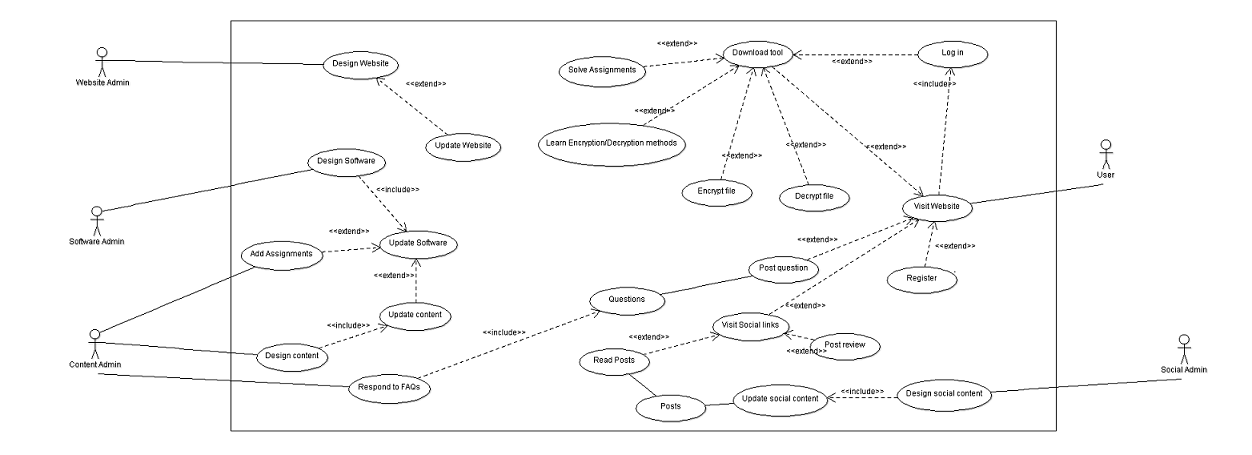 <<extend>>
Download tool
Log in
Design Website
<<extend>>
Solve Assignments
Website Admin
<<extend>>
<<include>>
<<extend>>
Update Website
Learn Encryption/Decryption methods
<<extend>>
<<extend>>
<<extend>>
<<extend>>
Design Software
User
<<include>>
Encrypt file
Decrypt file
Visit Website
Software Admin
<<extend>>
Update Software
<<extend>>
Add Assignments
<<extend>>
Post question
<<extend>>
Register
Questions
<<extend>>
Update content
<<include>>
<<include>>
Visit Social links
<<extend>>
Post review
<<extend>>
Design content
Read Posts
Content Admin
Social Admin
Respond to FAQs
<<include>>
Design social content
Update social content
Posts